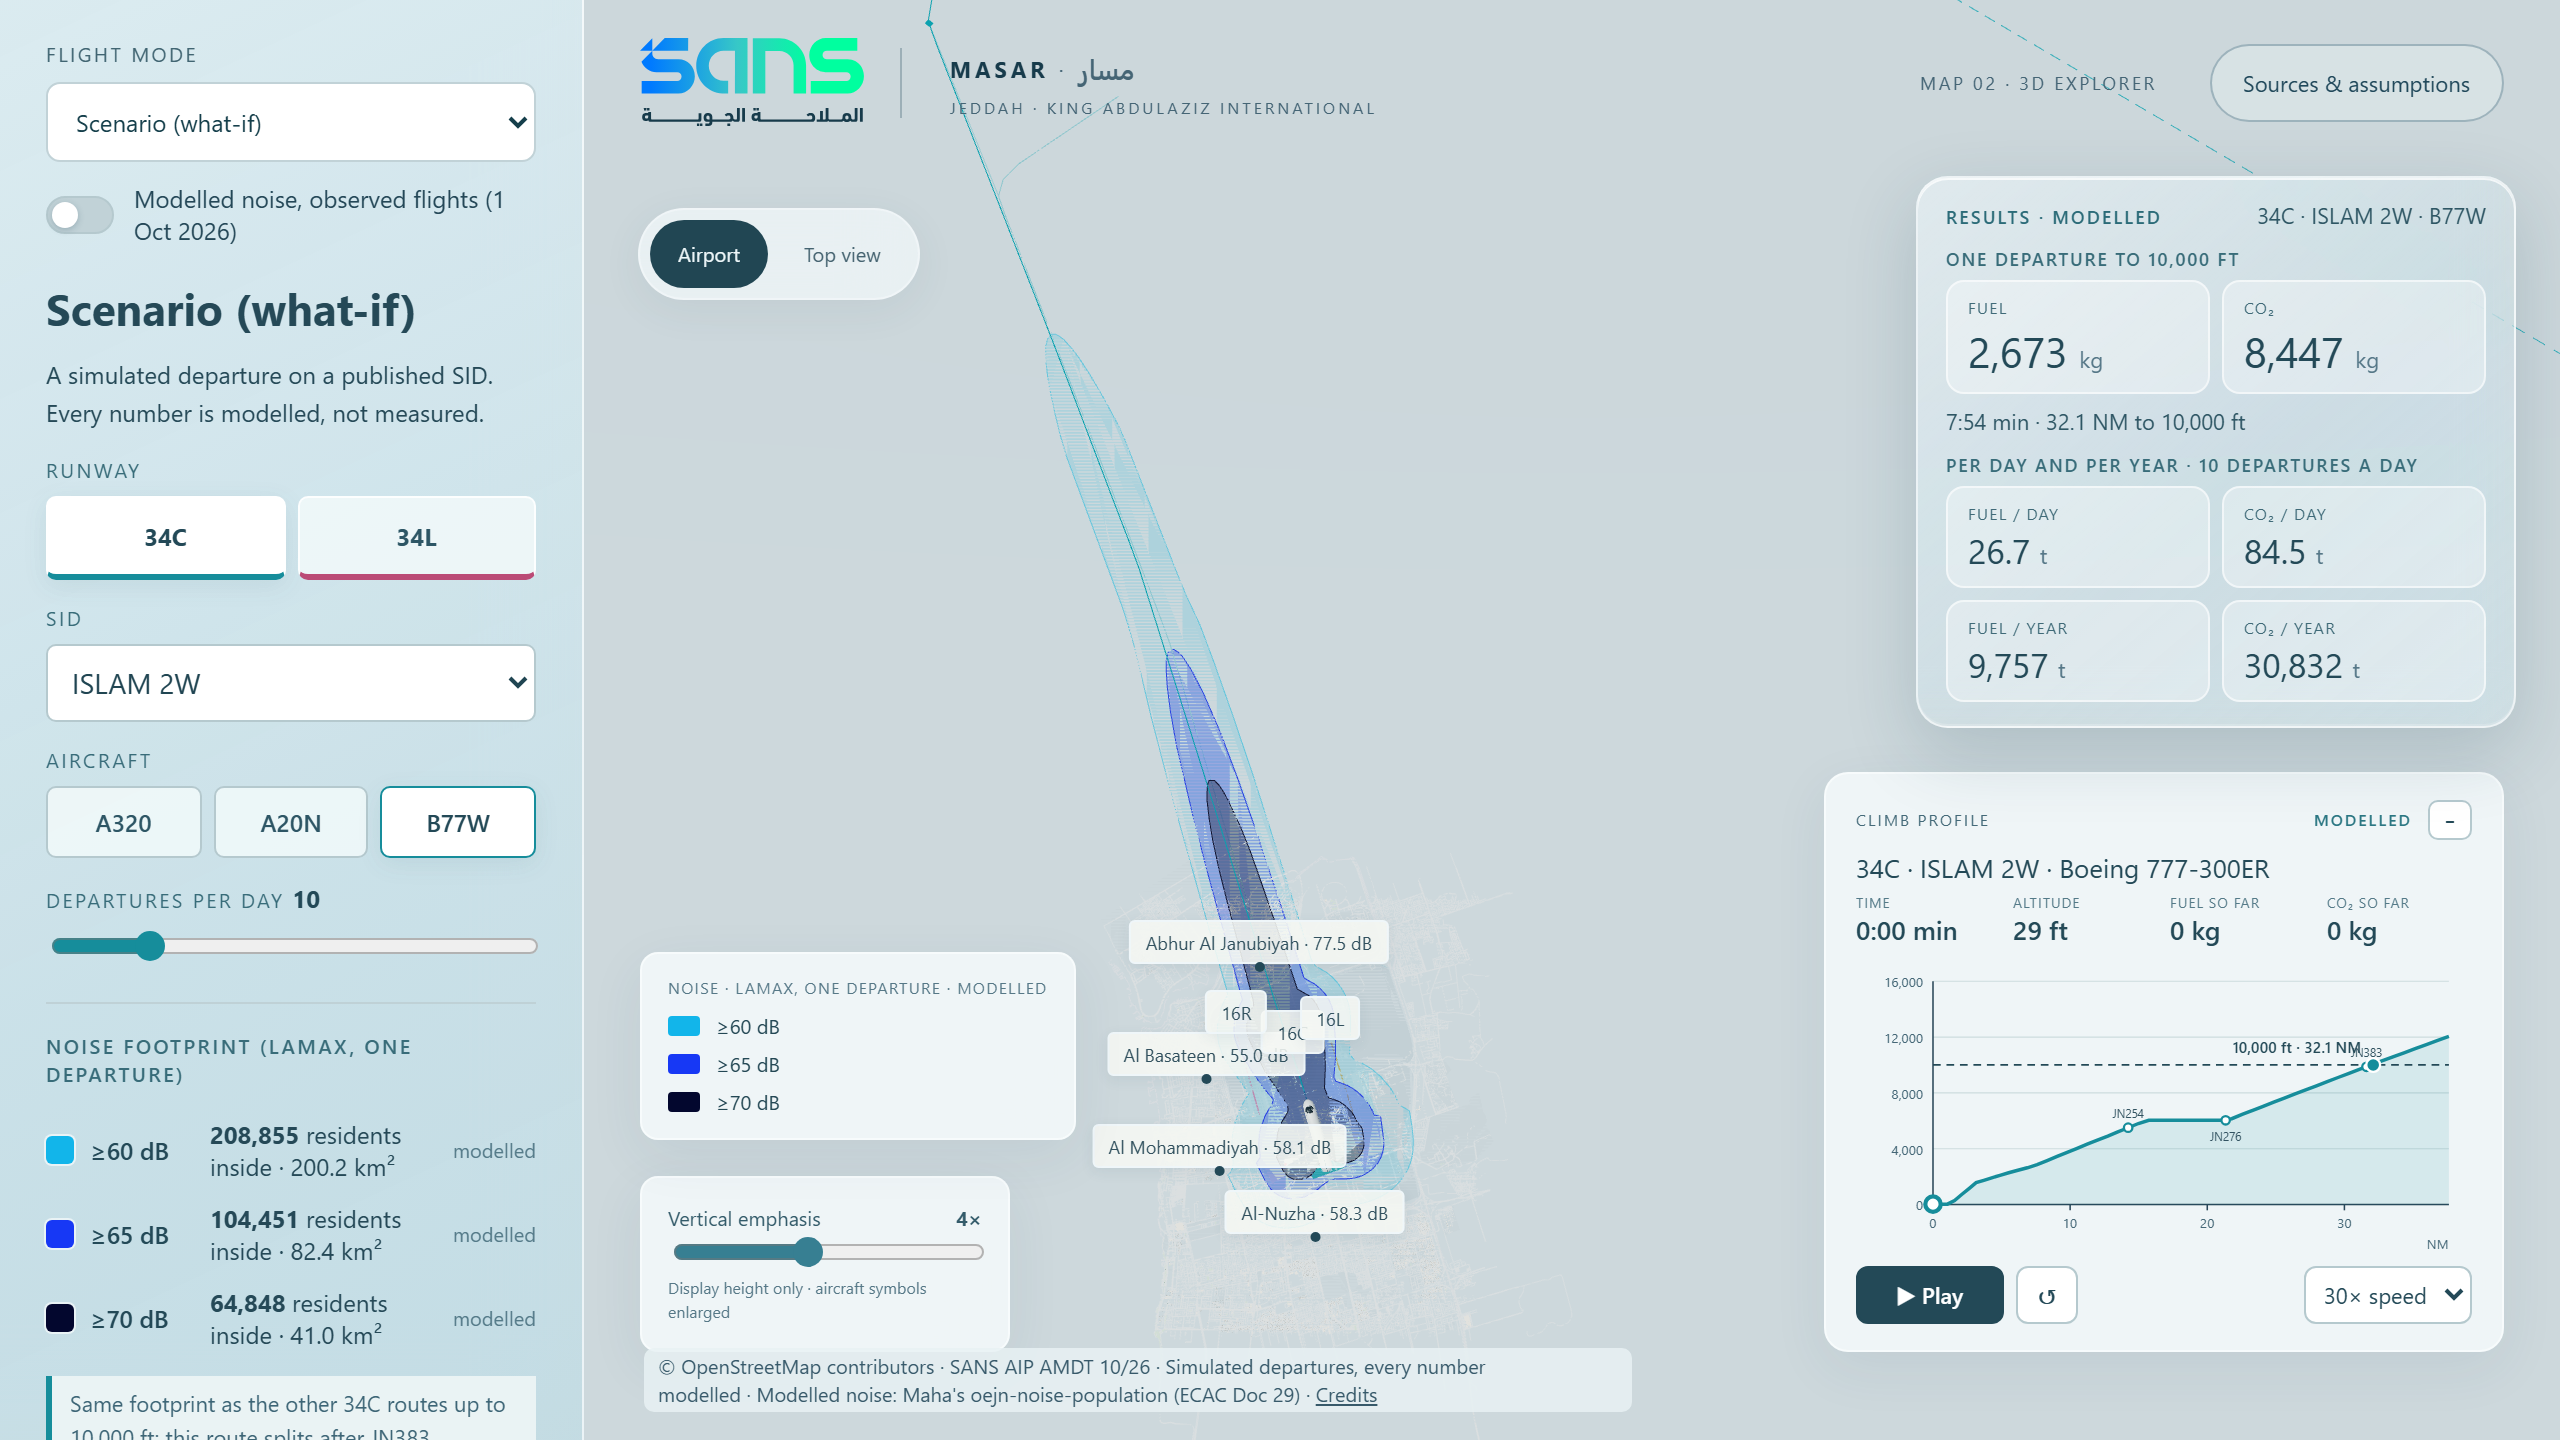 FLIGHT MODE
Scenario (what-if)
Modelled noise, observed flights (1
Oct 2026)
Scenario (what-if)
A simulated departure on a published SID.
Every number is modelled, not measured.
RUNWAY
34C
34L
SID
ISLAM 2W
AIRCRAFT
A320
A20N
B77W
DEPARTURES PER DAY 10
NOISE FOOTPRINT (LAMAX, ONE
DEPARTURE)
≥60 dB
208,855 residents
inside · 200.2 km²
modelled
≥65 dB
104,451 residents
inside · 82.4 km²
modelled
≥70 dB
64,848 residents
inside · 41.0 km²
modelled
Same footprint as the other 34C routes up to
10,000 ft; this route splits after JN383.
sans
الملاحة الجوية
MASAR · مسار
JEDDAH · KING ABDULAZIZ INTERNATIONAL
MAP 02 · 3D EXPLORER
Sources & assumptions
Airport
Top view
RESULTS · MODELLED
34C · ISLAM 2W · B77W
ONE DEPARTURE TO 10,000 FT
FUEL
2,673 kg
CO₂
8,447 kg
7:54 min · 32.1 NM to 10,000 ft
PER DAY AND PER YEAR · 10 DEPARTURES A DAY
FUEL / DAY
26.7 t
CO₂ / DAY
84.5 t
FUEL / YEAR
9,757 t
CO₂ / YEAR
30,832 t
Abhur Al Janubiyah · 77.5 dB
16R
16C
16L
Al Basateen · 55.0 dB
Al Mohammadiyah · 58.1 dB
Al-Nuzha · 58.3 dB
NOISE · LAMAX, ONE DEPARTURE · MODELLED
≥60 dB
≥65 dB
≥70 dB
Vertical emphasis
4×
Display height only · aircraft symbols
enlarged
CLIMB PROFILE
MODELLED
–
34C · ISLAM 2W · Boeing 777-300ER
TIME
0:00 min
ALTITUDE
29 ft
FUEL SO FAR
0 kg
CO₂ SO FAR
0 kg
16,000
12,000
8,000
4,000
0
10,000 ft · 32.1 NM
JN383
JN254
JN276
0
10
20
30
NM
▶ Play
↺
30× speed
© OpenStreetMap contributors · SANS AIP AMDT 10/26 · Simulated departures, every number
modelled · Modelled noise: Maha's oejn-noise-population (ECAC Doc 29) · Credits